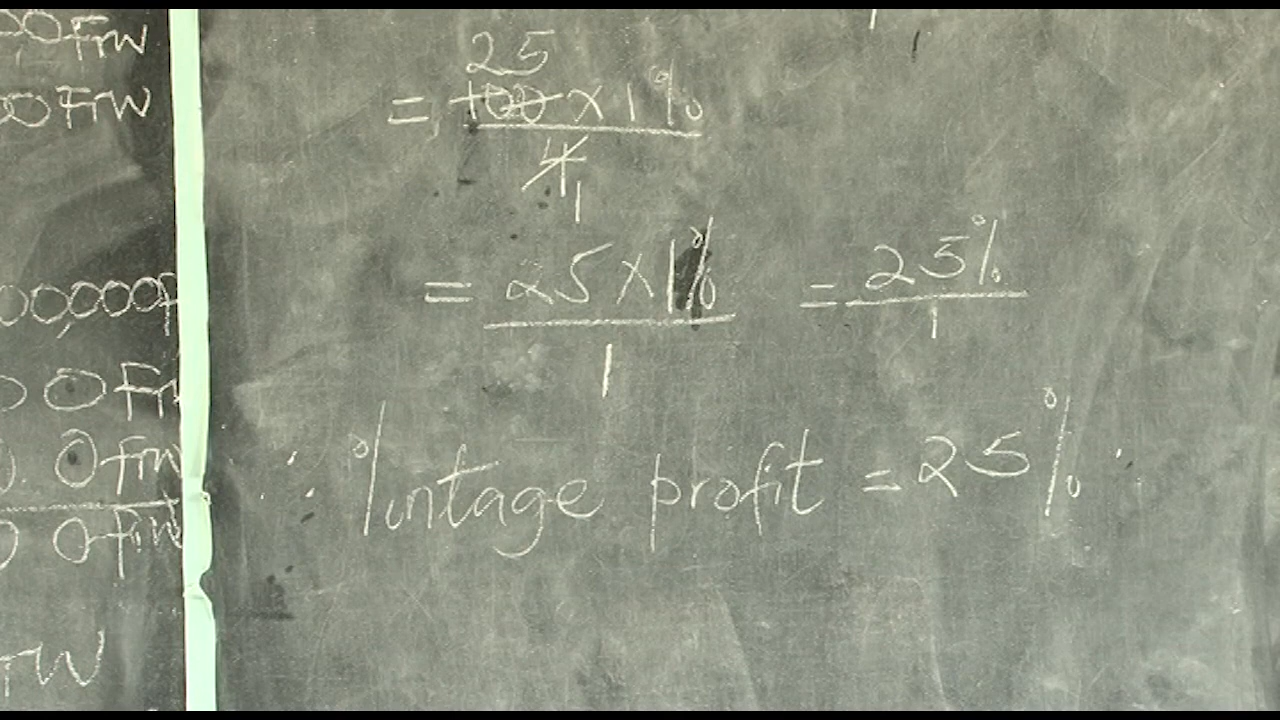 00Frw
00Frw
00,000f
0 0Frw
0. 0frw
0 0frw
rw
25
= 100 × 1%
4
1
= 25 × 1% = 25%
1 1
∴ %intage profit = 25%.